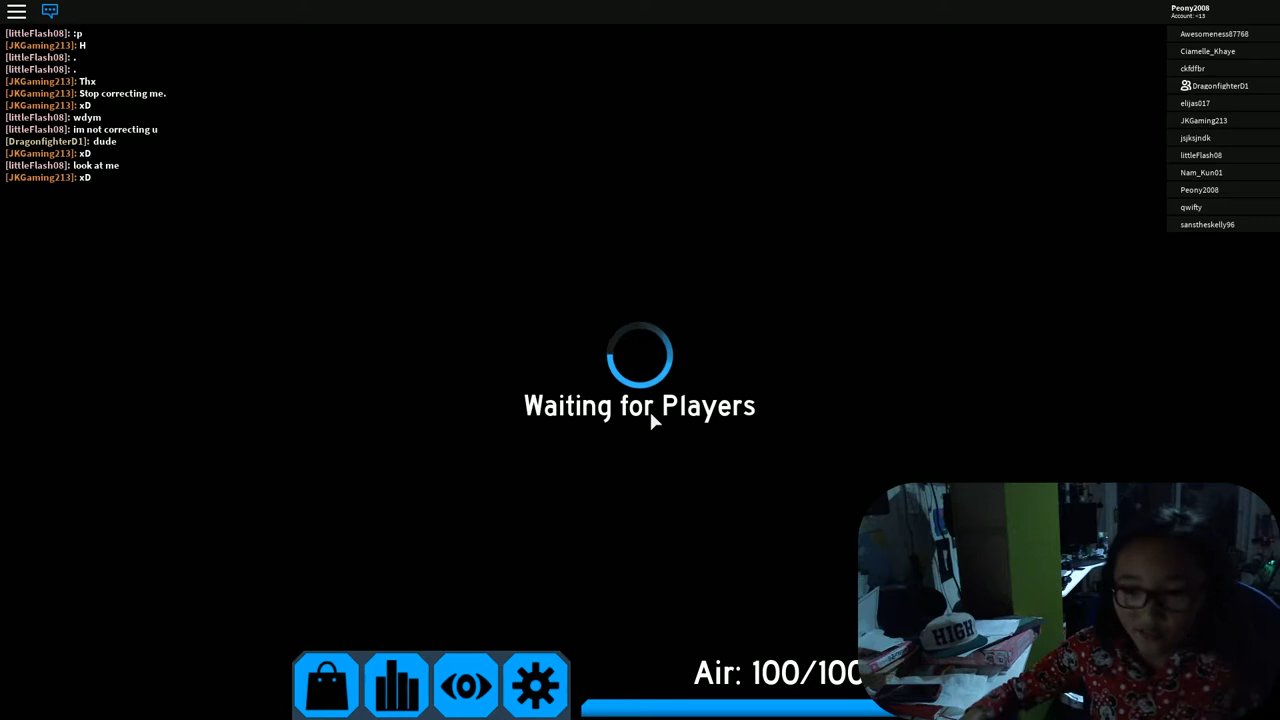 [littleFlash08]: :p
[JKGaming213]: H
[littleFlash08]: .
[littleFlash08]: .
[JKGaming213]: Thx
[JKGaming213]: Stop correcting me.
[JKGaming213]: xD
[littleFlash08]: wdym
[littleFlash08]: im not correcting u
[DragonfighterD1]: dude
[JKGaming213]: xD
[littleFlash08]: look at me
[JKGaming213]: xD
Peony2008
Account: <13
Awesomeness87768
Ciamelle_Khaye
ckfdfbr
DragonfighterD1
elijas017
JKGaming213
jsjksjndk
littleFlash08
Nam_Kun01
Peony2008
qwifty
sanstheskelly96
Waiting for Players
Air: 100/100
HIGH